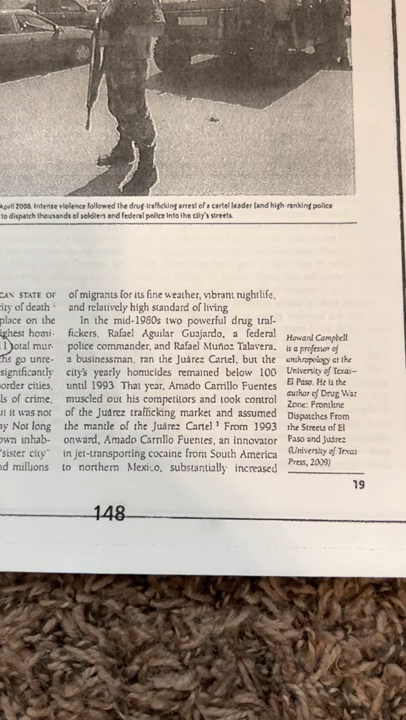 April 2008. Intense violence followed the drug-trafficking arrest of a cartel leader (and high-ranking police
to dispatch thousands of soldiers and federal police into the city's streets.
CAN STATE OF
city of death
place on the
ighest homi-
otal mur-
hs go unre-
significantly
order cities,
ls of crime,
ut it was not
ay Not long
own inhab-
"sister city"
nd millions
of migrants for its fine weather, vibrant nightlife,
and relatively high standard of living
In the mid-1980s two powerful drug traf-
fickers, Rafael Aguilar Guajardo, a federal
police commander, and Rafael Muñoz Talavera,
a businessman, ran the Juárez Cartel, but the
city's yearly homicides remained below 100
until 1993 That year, Amado Carrillo Fuentes
muscled out his competitors and took control
of the Juárez trafficking market and assumed
the mantle of the Juárez Cartel ³ From 1993
onward, Amado Carrillo Fuentes, an innovator
in jet-transporting cocaine from South America
to northern Mexico, substantially increased
Howard Campbell
is a professor of
anthropology at the
University of Texas–
El Paso. He is the
author of Drug War
Zone: Frontline
Dispatches From
the Streets of El
Paso and Juárez
(University of Texas
Press, 2009)
19
148